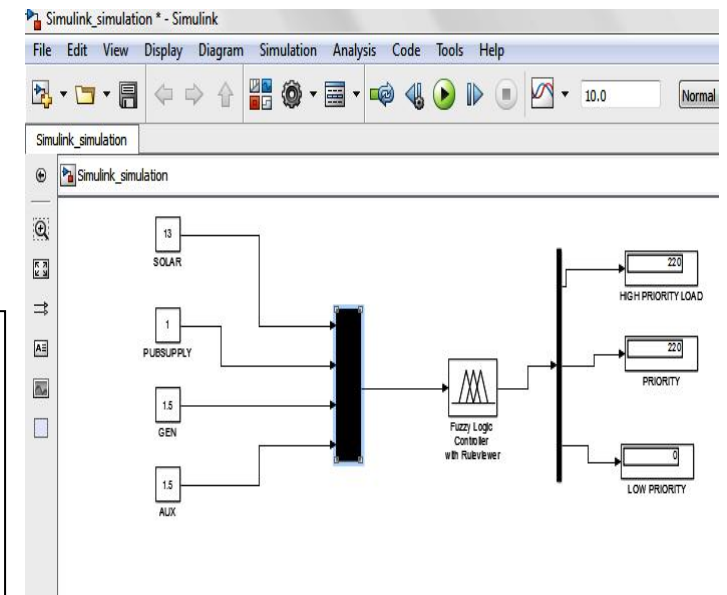 Simulink_simulation * - Simulink
File Edit View Display Diagram Simulation Analysis Code Tools Help
10.0 Normal
Simulink_simulation
Simulink_simulation
13
SOLAR
1
PUBSUPPLY
1.5
GEN
1.5
AUX
Fuzzy Logic
Controller
with Ruleviewer
220
HIGH PRIORITY LOAD
220
PRIORITY
0
LOW PRIORITY